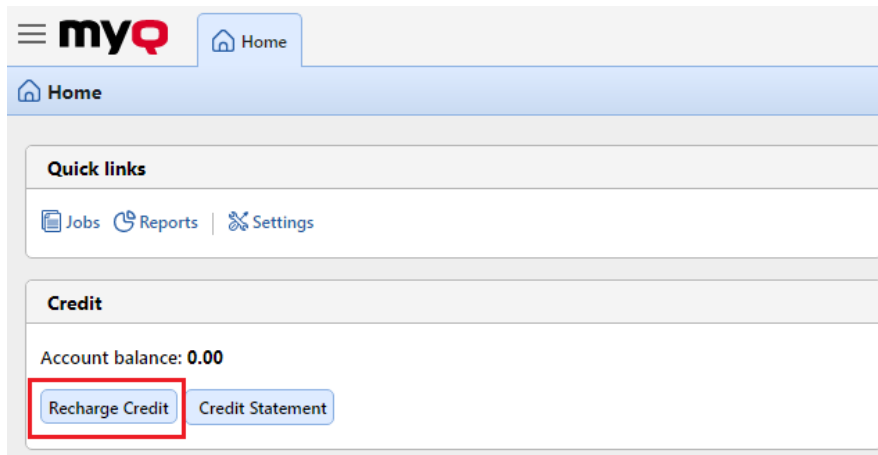 myQ Home
Home
Quick links
Jobs Reports | Settings
Credit
Account balance: 0.00
Recharge Credit Credit Statement